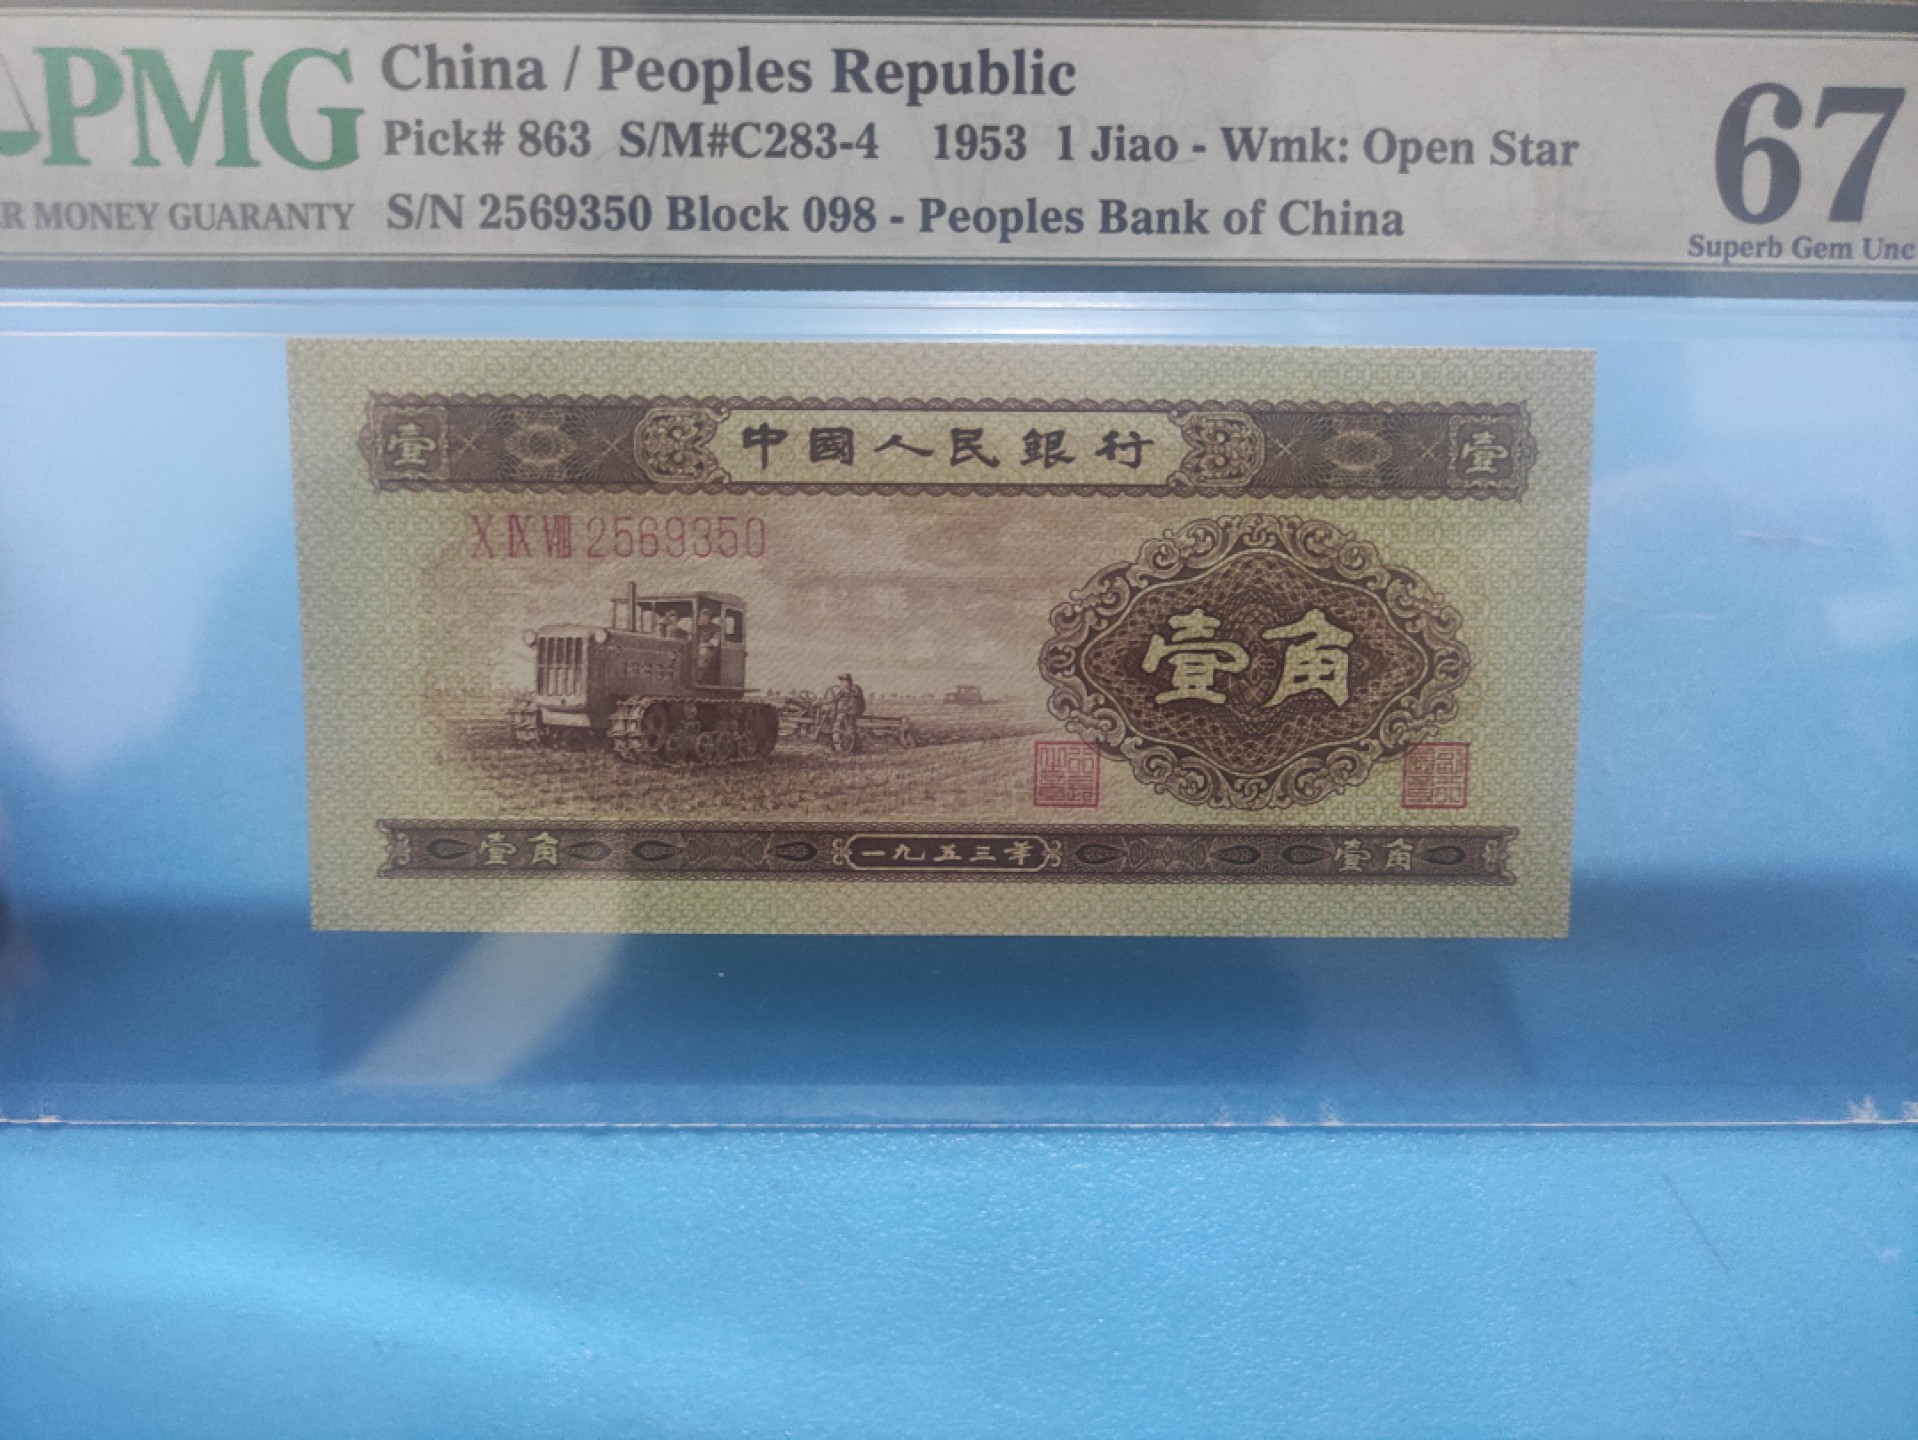 PMG
R MONEY GUARANTY
China / Peoples Republic
Pick# 863 S/M#C283-4 1953 1 Jiao - Wmk: Open Star
S/N 2569350 Block 098 - Peoples Bank of China
67
Superb Gem Unc
壹 中國人民銀行 壹
X IX VIII 2569350
壹角
壹角 一九五三年 壹角